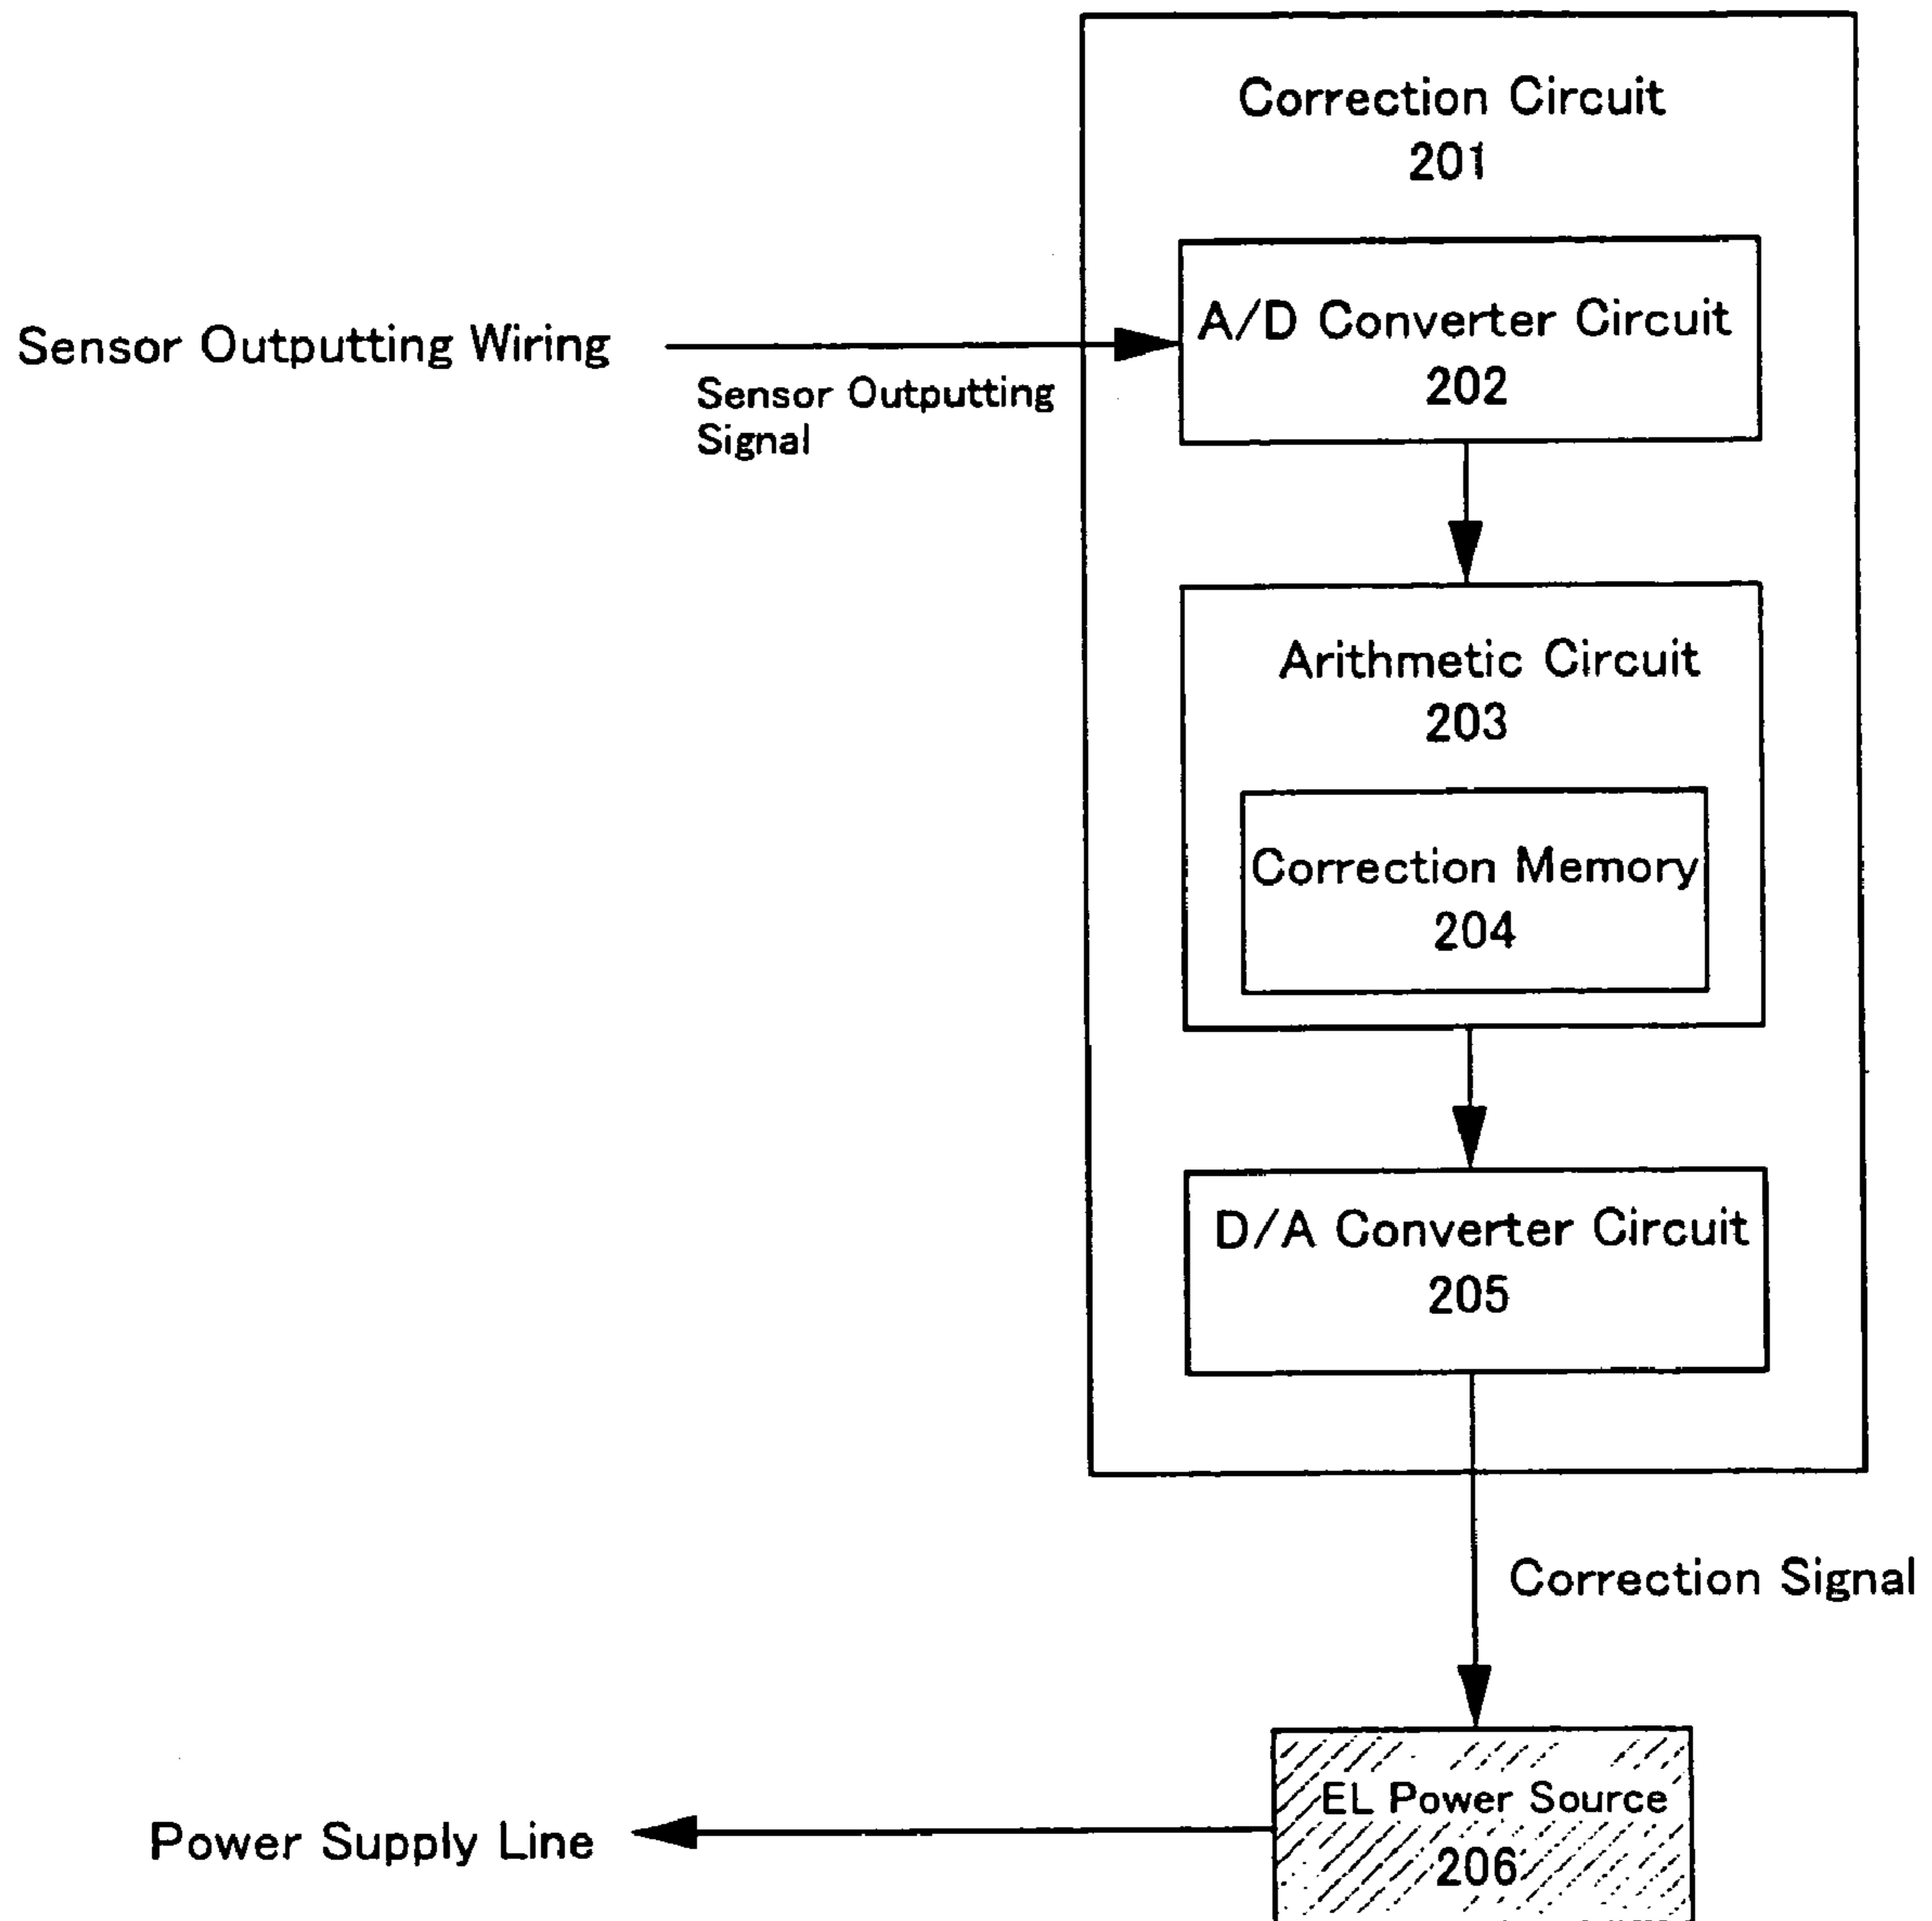 Correction Circuit
201
A/D Converter Circuit
202
Sensor Outputting Wiring
Sensor Outputting
Signal
Arithmetic Circuit
203
Correction Memory
204
D/A Converter Circuit
205
Correction Signal
EL Power Source
206
Power Supply Line